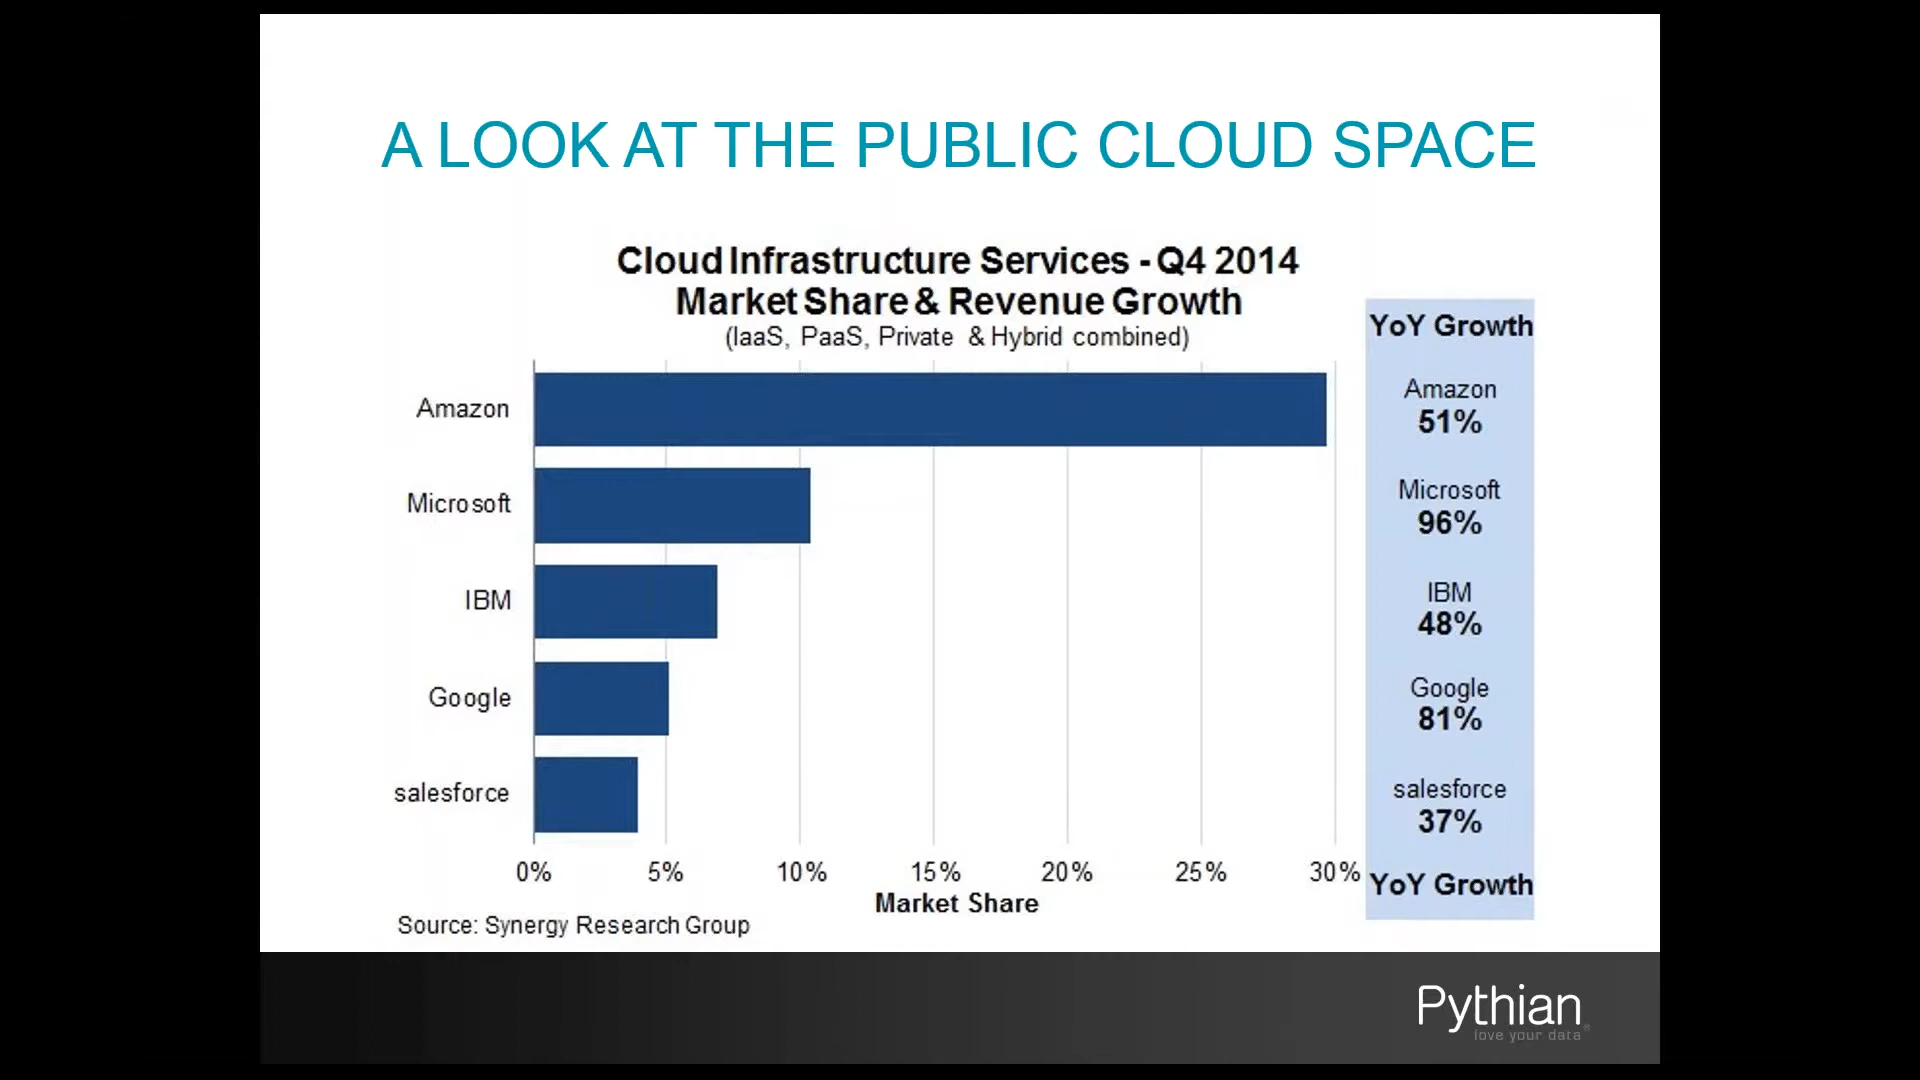 A LOOK AT THE PUBLIC CLOUD SPACE
Cloud Infrastructure Services - Q4 2014
Market Share & Revenue Growth
(IaaS, PaaS, Private & Hybrid combined)
YoY Growth
Amazon
Amazon
51%
Microsoft
Microsoft
96%
IBM
IBM
48%
Google
Google
81%
salesforce
salesforce
37%
0% 5% 10% 15% 20% 25% 30%
YoY Growth
Market Share
Source: Synergy Research Group
Pythian®
love your data